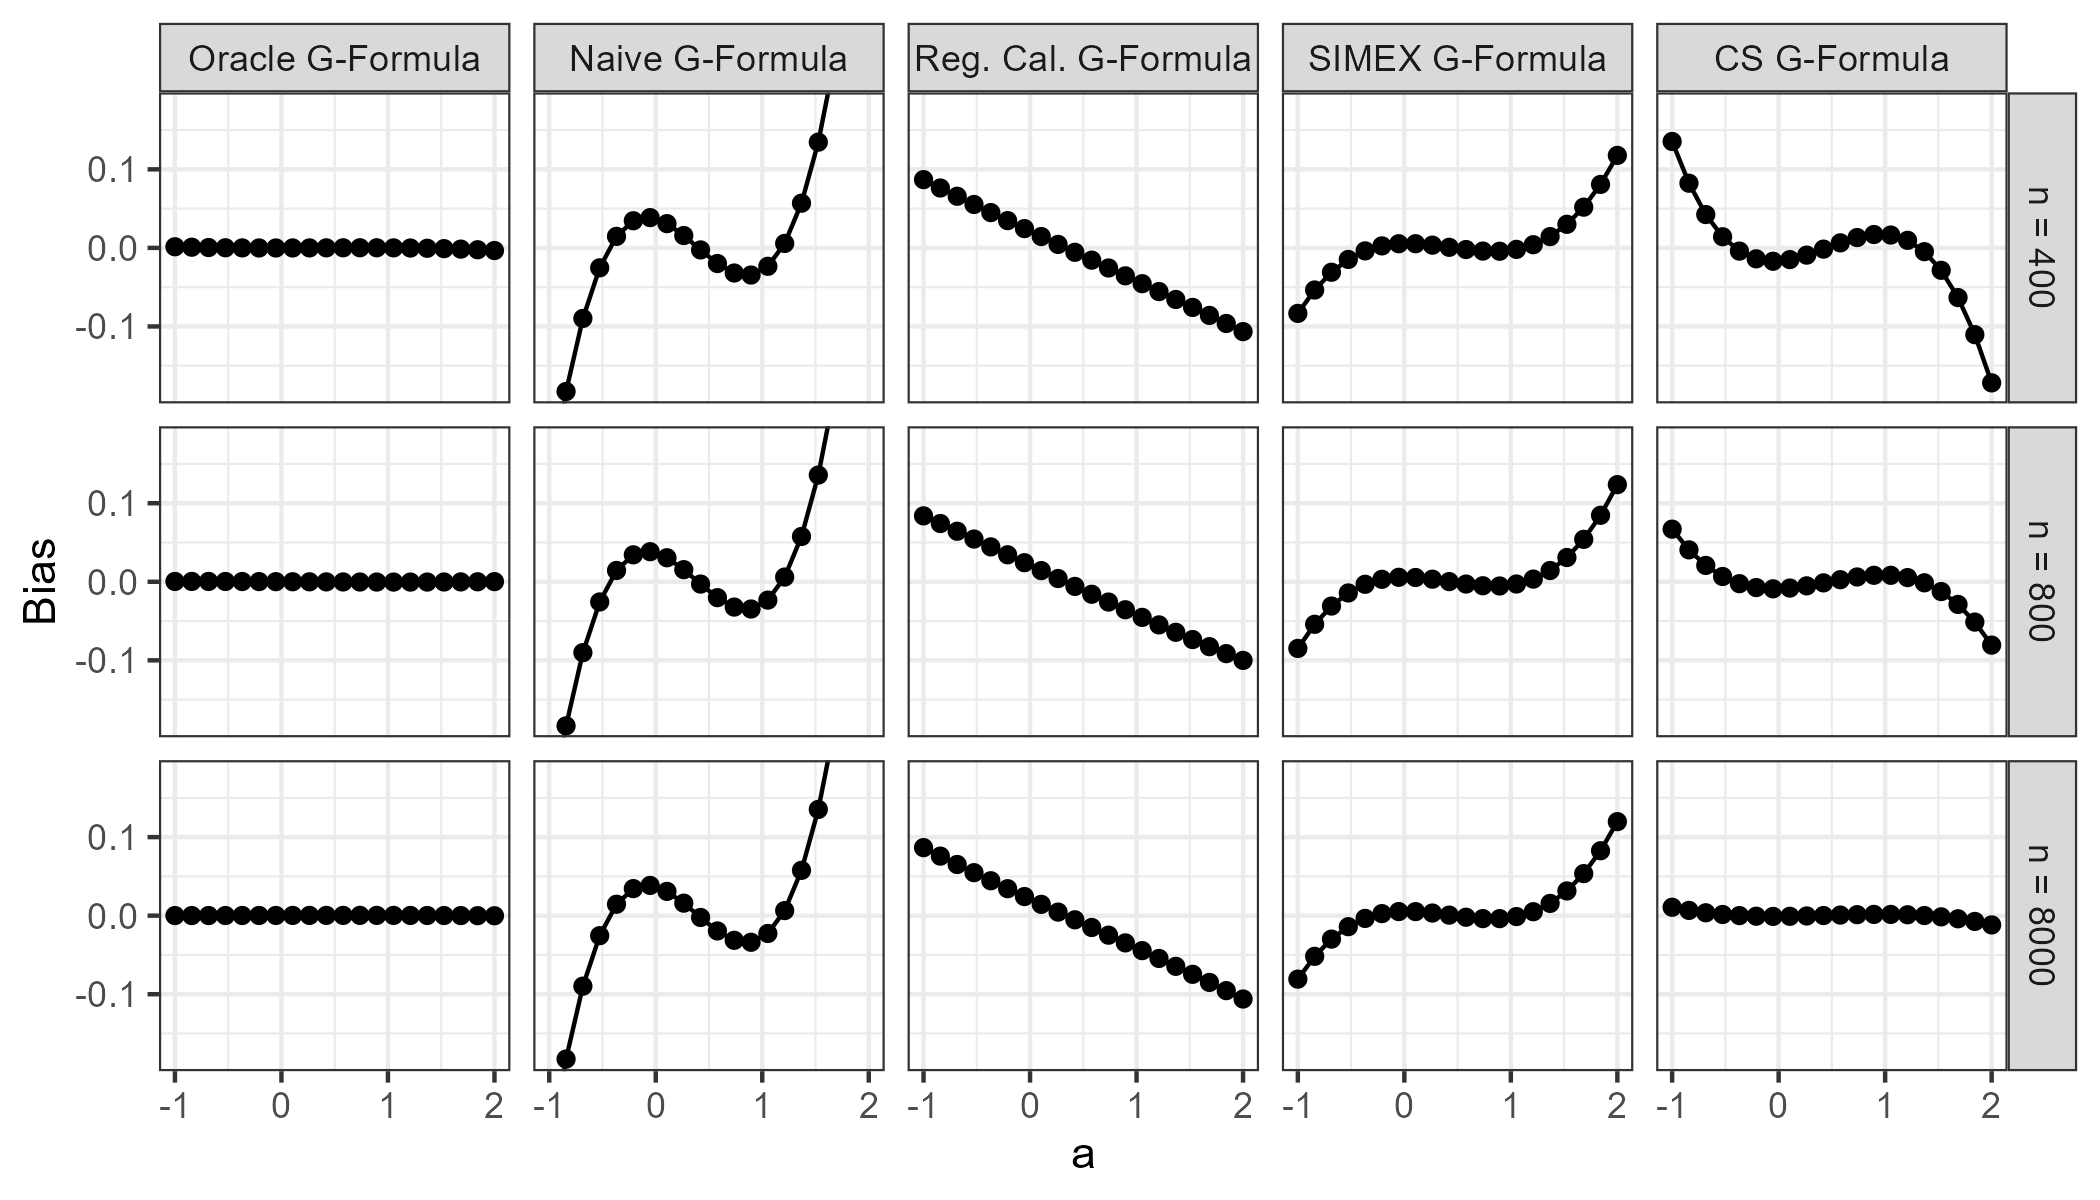 Oracle G-Formula
Naive G-Formula
Reg. Cal. G-Formula
SIMEX G-Formula
CS G-Formula
Bias
0.1
0.0
-0.1
n = 400
0.1
0.0
-0.1
n = 800
0.1
0.0
-0.1
n = 8000
-1 0 1 2
-1 0 1 2
-1 0 1 2
-1 0 1 2
-1 0 1 2
a